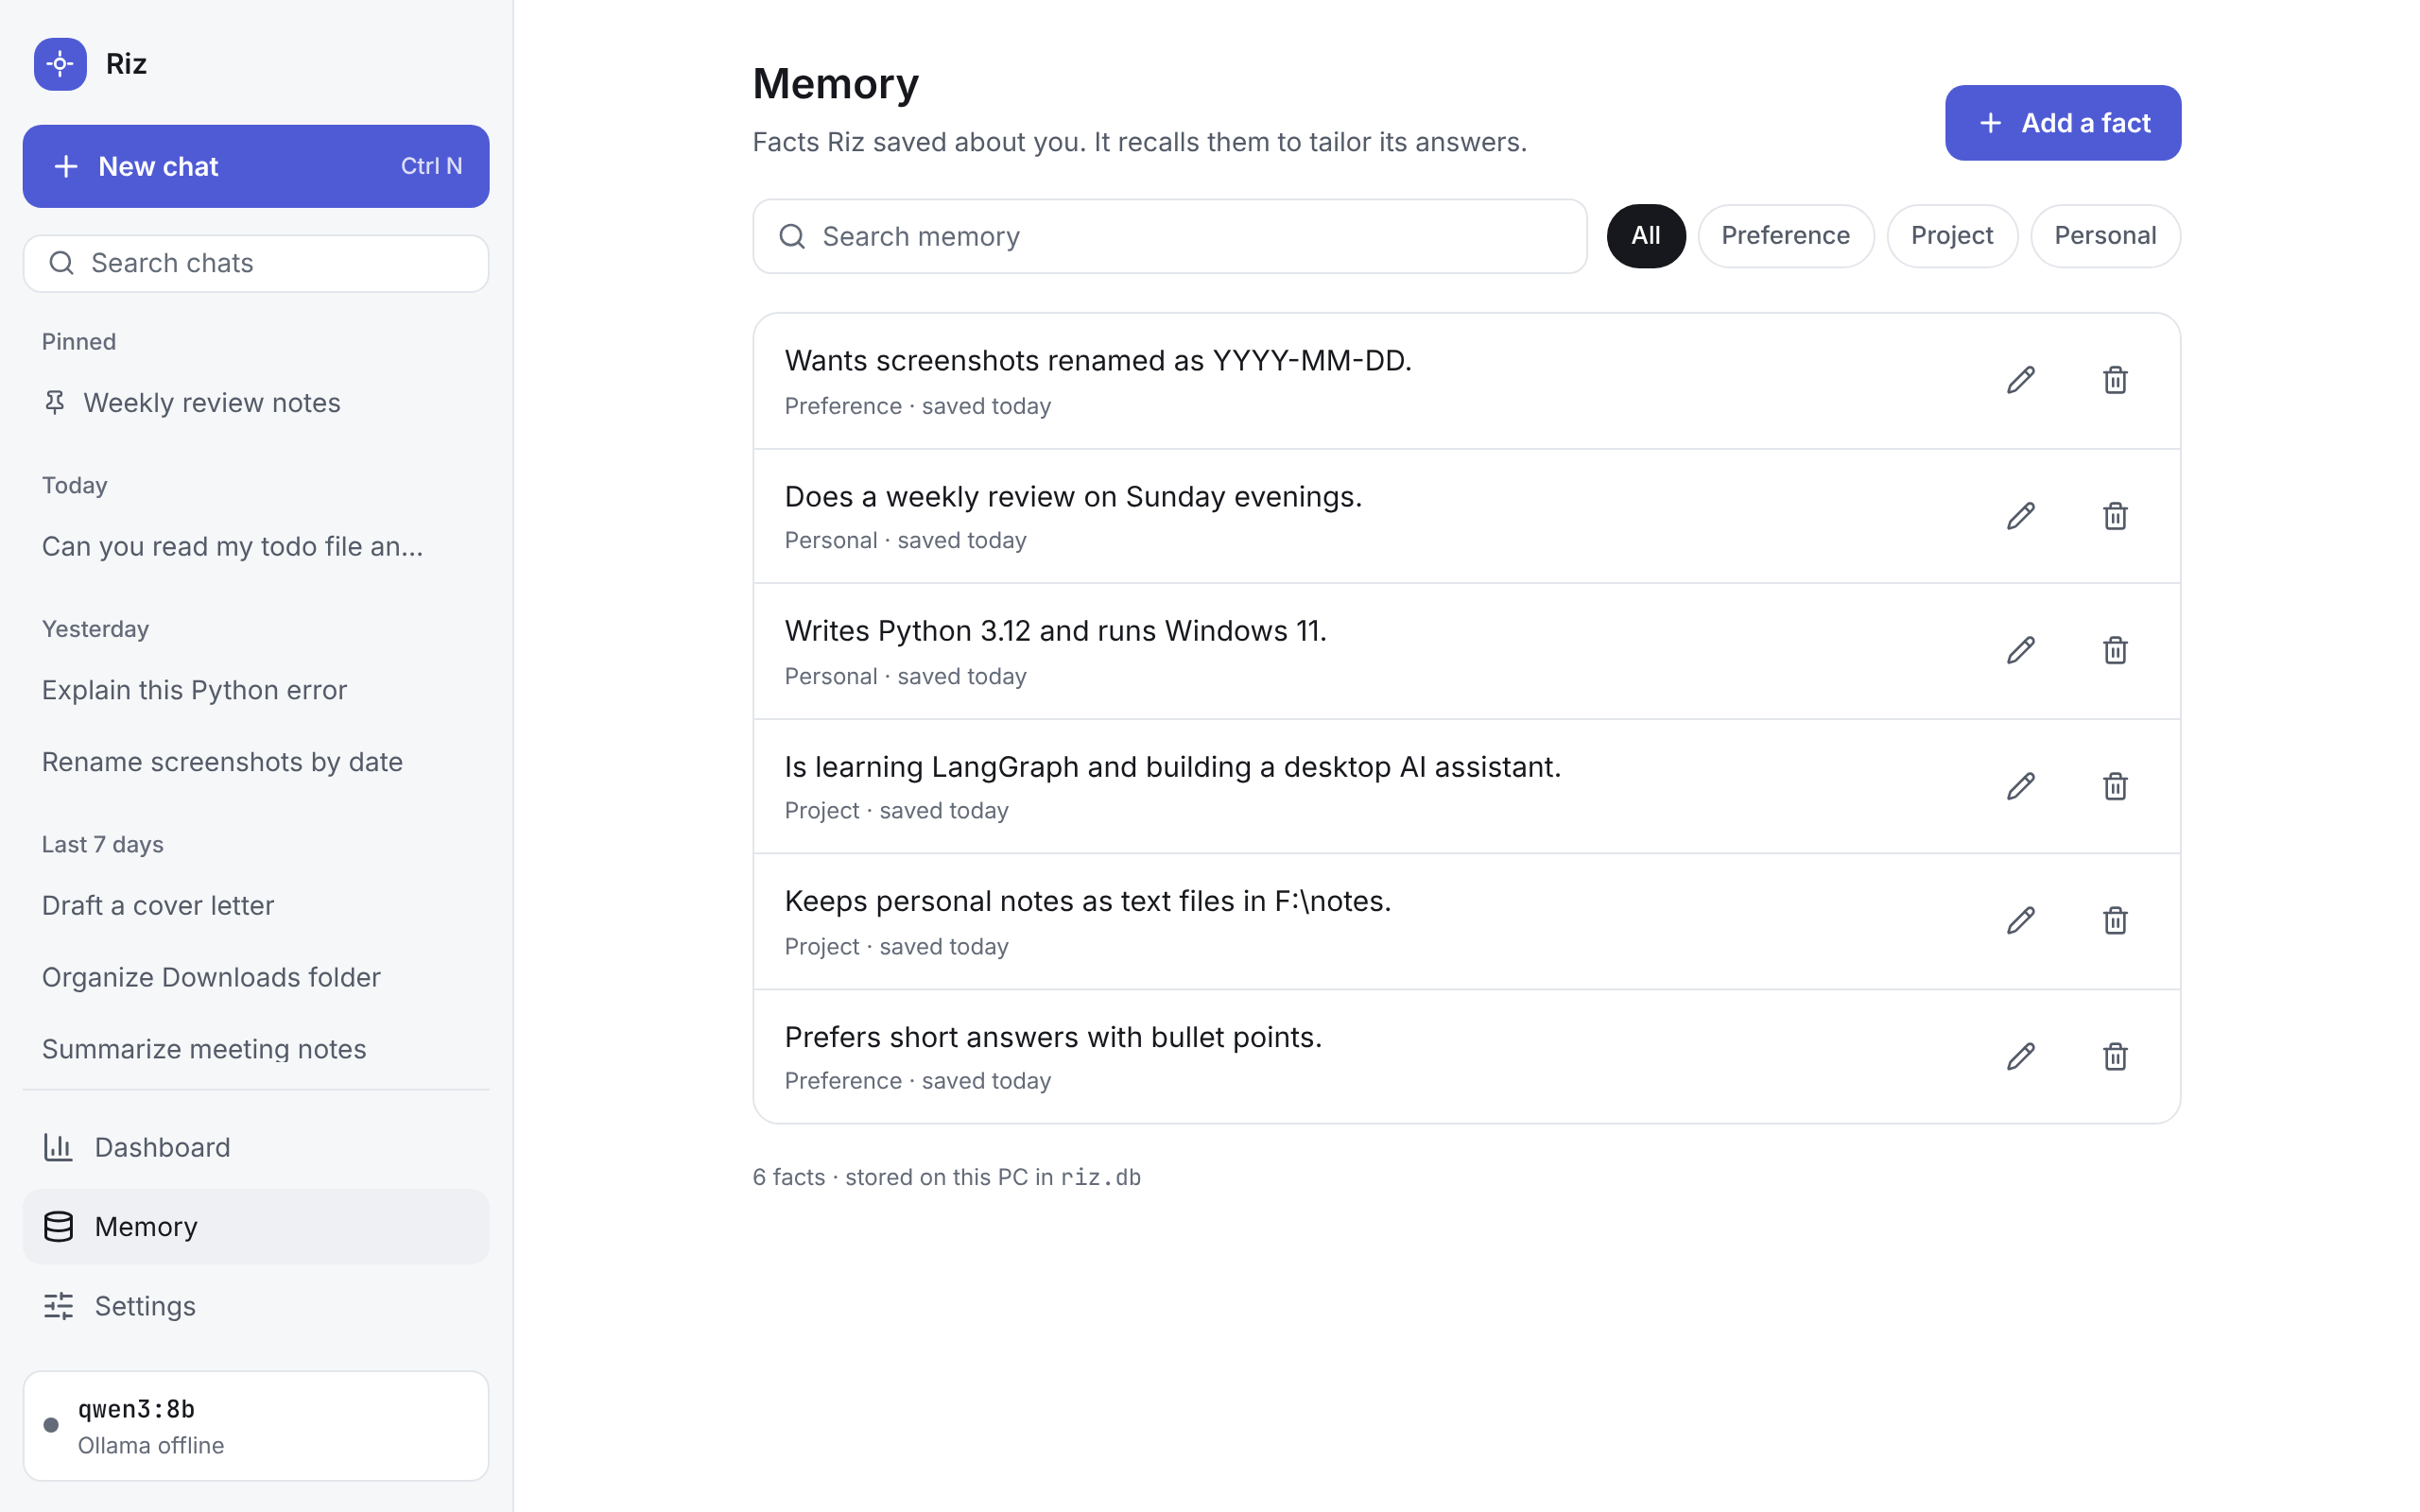 Riz
New chat
Ctrl N
Search chats
Pinned
Weekly review notes
Today
Can you read my todo file an...
Yesterday
Explain this Python error
Rename screenshots by date
Last 7 days
Draft a cover letter
Organize Downloads folder
Summarize meeting notes
Dashboard
Memory
Settings
qwen3:8b
Ollama offline
Memory
Facts Riz saved about you. It recalls them to tailor its answers.
Add a fact
Search memory
All
Preference
Project
Personal
Wants screenshots renamed as YYYY-MM-DD.
Preference · saved today
Does a weekly review on Sunday evenings.
Personal · saved today
Writes Python 3.12 and runs Windows 11.
Personal · saved today
Is learning LangGraph and building a desktop AI assistant.
Project · saved today
Keeps personal notes as text files in F:\notes.
Project · saved today
Prefers short answers with bullet points.
Preference · saved today
6 facts · stored on this PC in riz.db